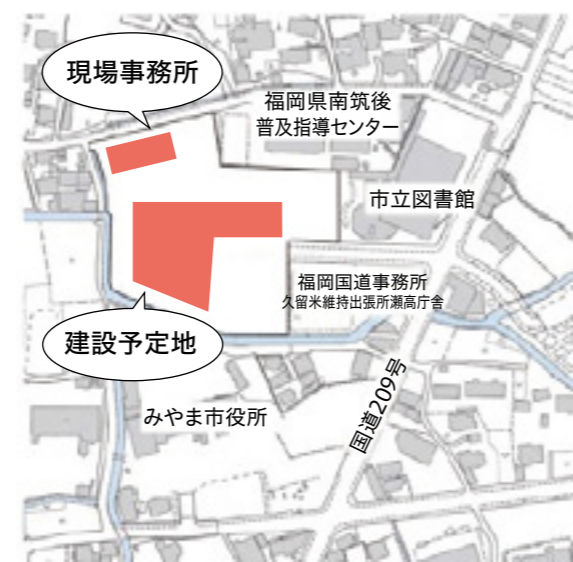 現場事務所
福岡県南筑後
普及指導センター
市立図書館
福岡国道事務所
久留米維持出張所瀬高庁舎
建設予定地
みやま市役所
国道209号